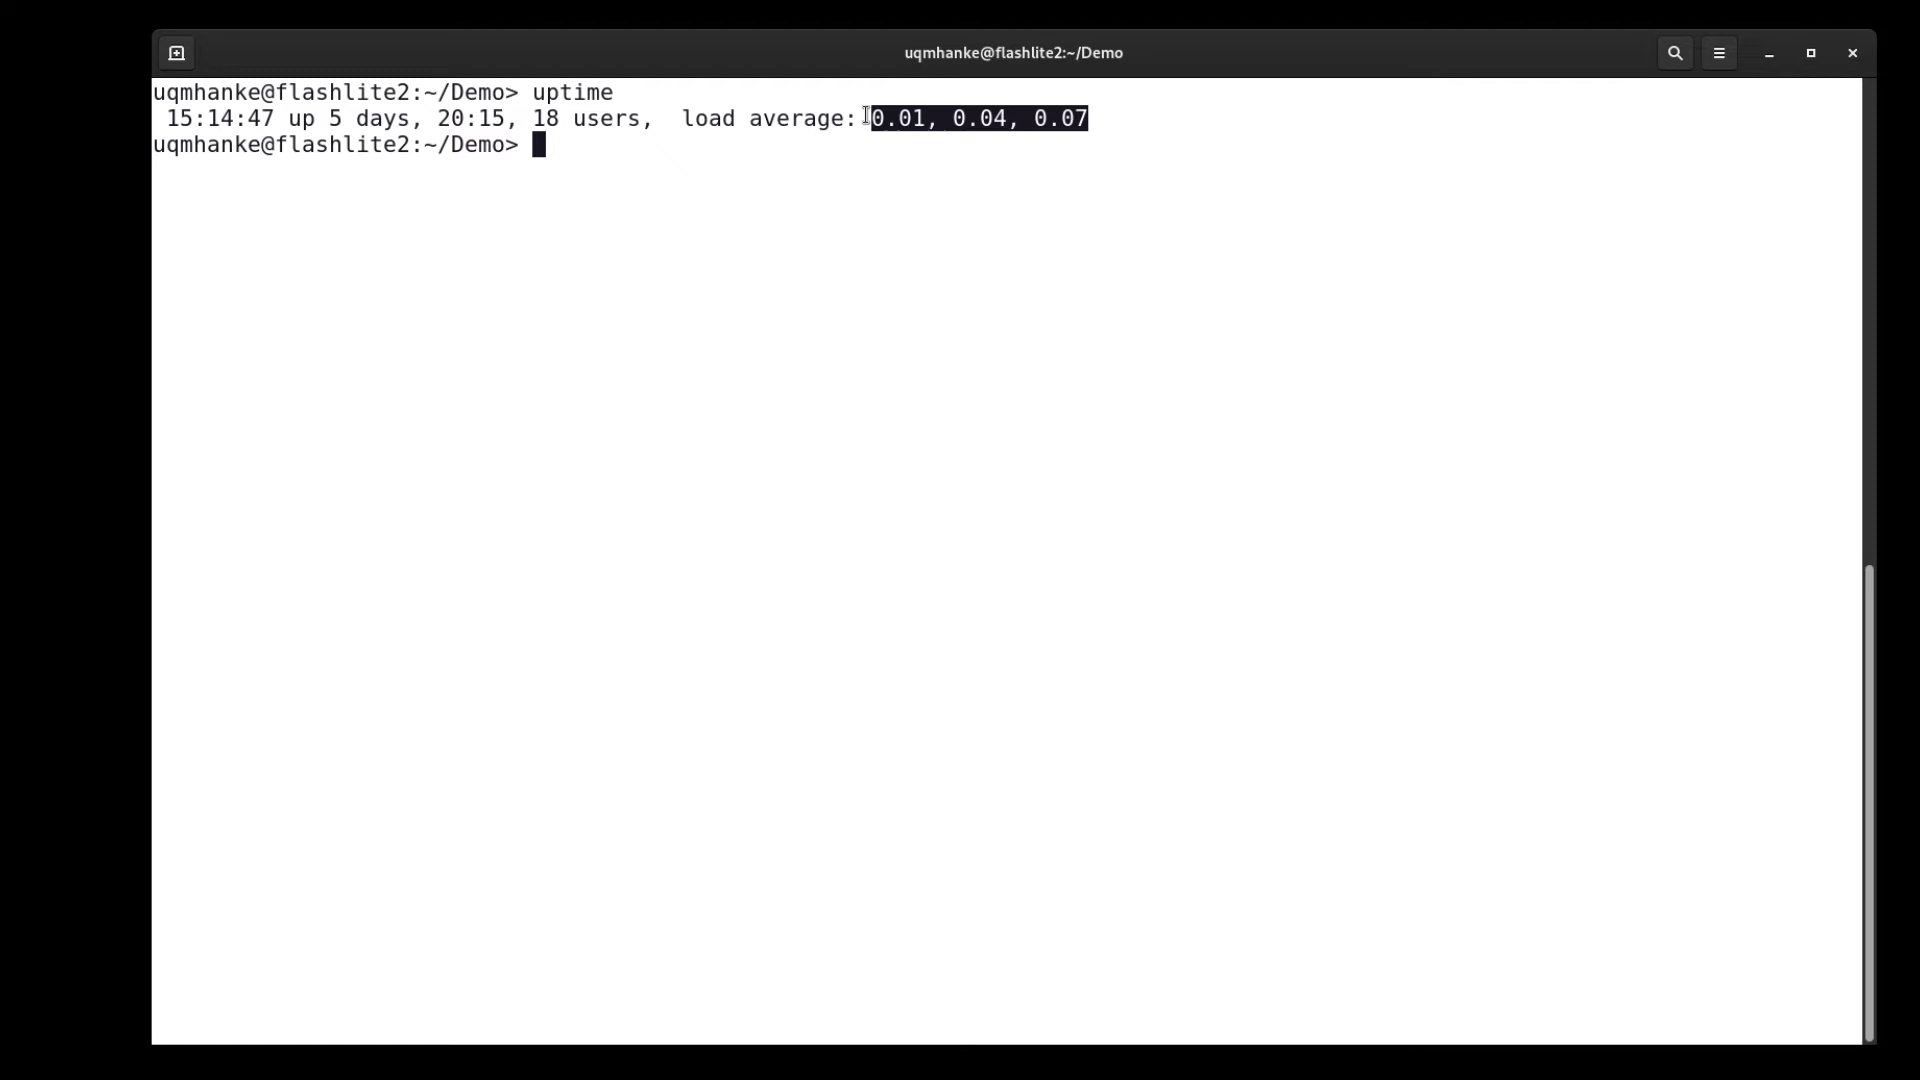 uqmhanke@flashlite2:~/Demo
uqmhanke@flashlite2:~/Demo> uptime
 15:14:47 up 5 days, 20:15, 18 users,  load average: 0.01, 0.04, 0.07
uqmhanke@flashlite2:~/Demo>